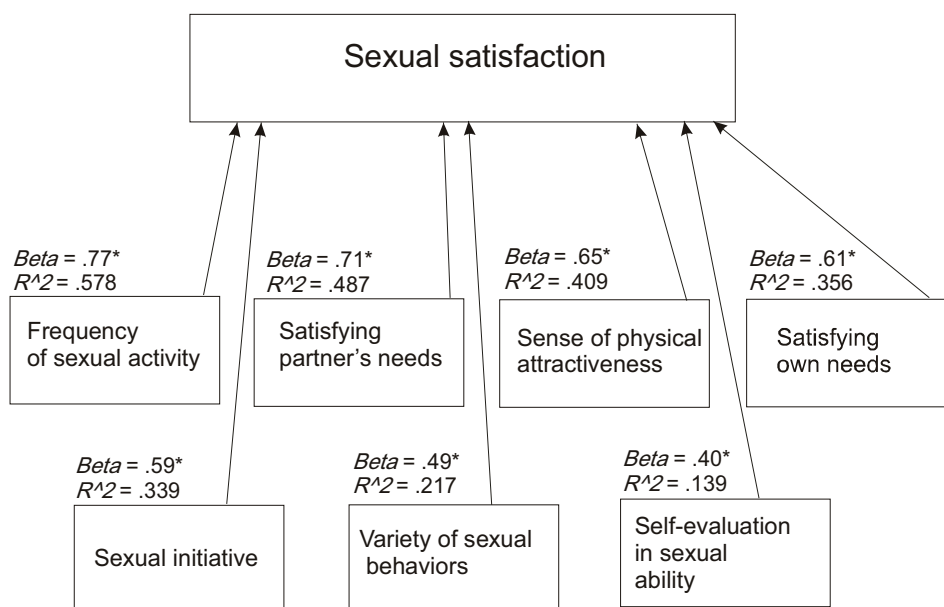 Sexual satisfaction
Beta = .77*
R^2 = .578
Frequency
of sexual activity
Beta = .71*
R^2 = .487
Satisfying
partner's needs
Beta = .65*
R^2 = .409
Sense of physical
attractiveness
Beta = .61*
R^2 = .356
Satisfying
own needs
Beta = .59*
R^2 = .339
Sexual initiative
Beta = .49*
R^2 = .217
Variety of sexual
behaviors
Beta = .40*
R^2 = .139
Self-evaluation
in sexual
ability